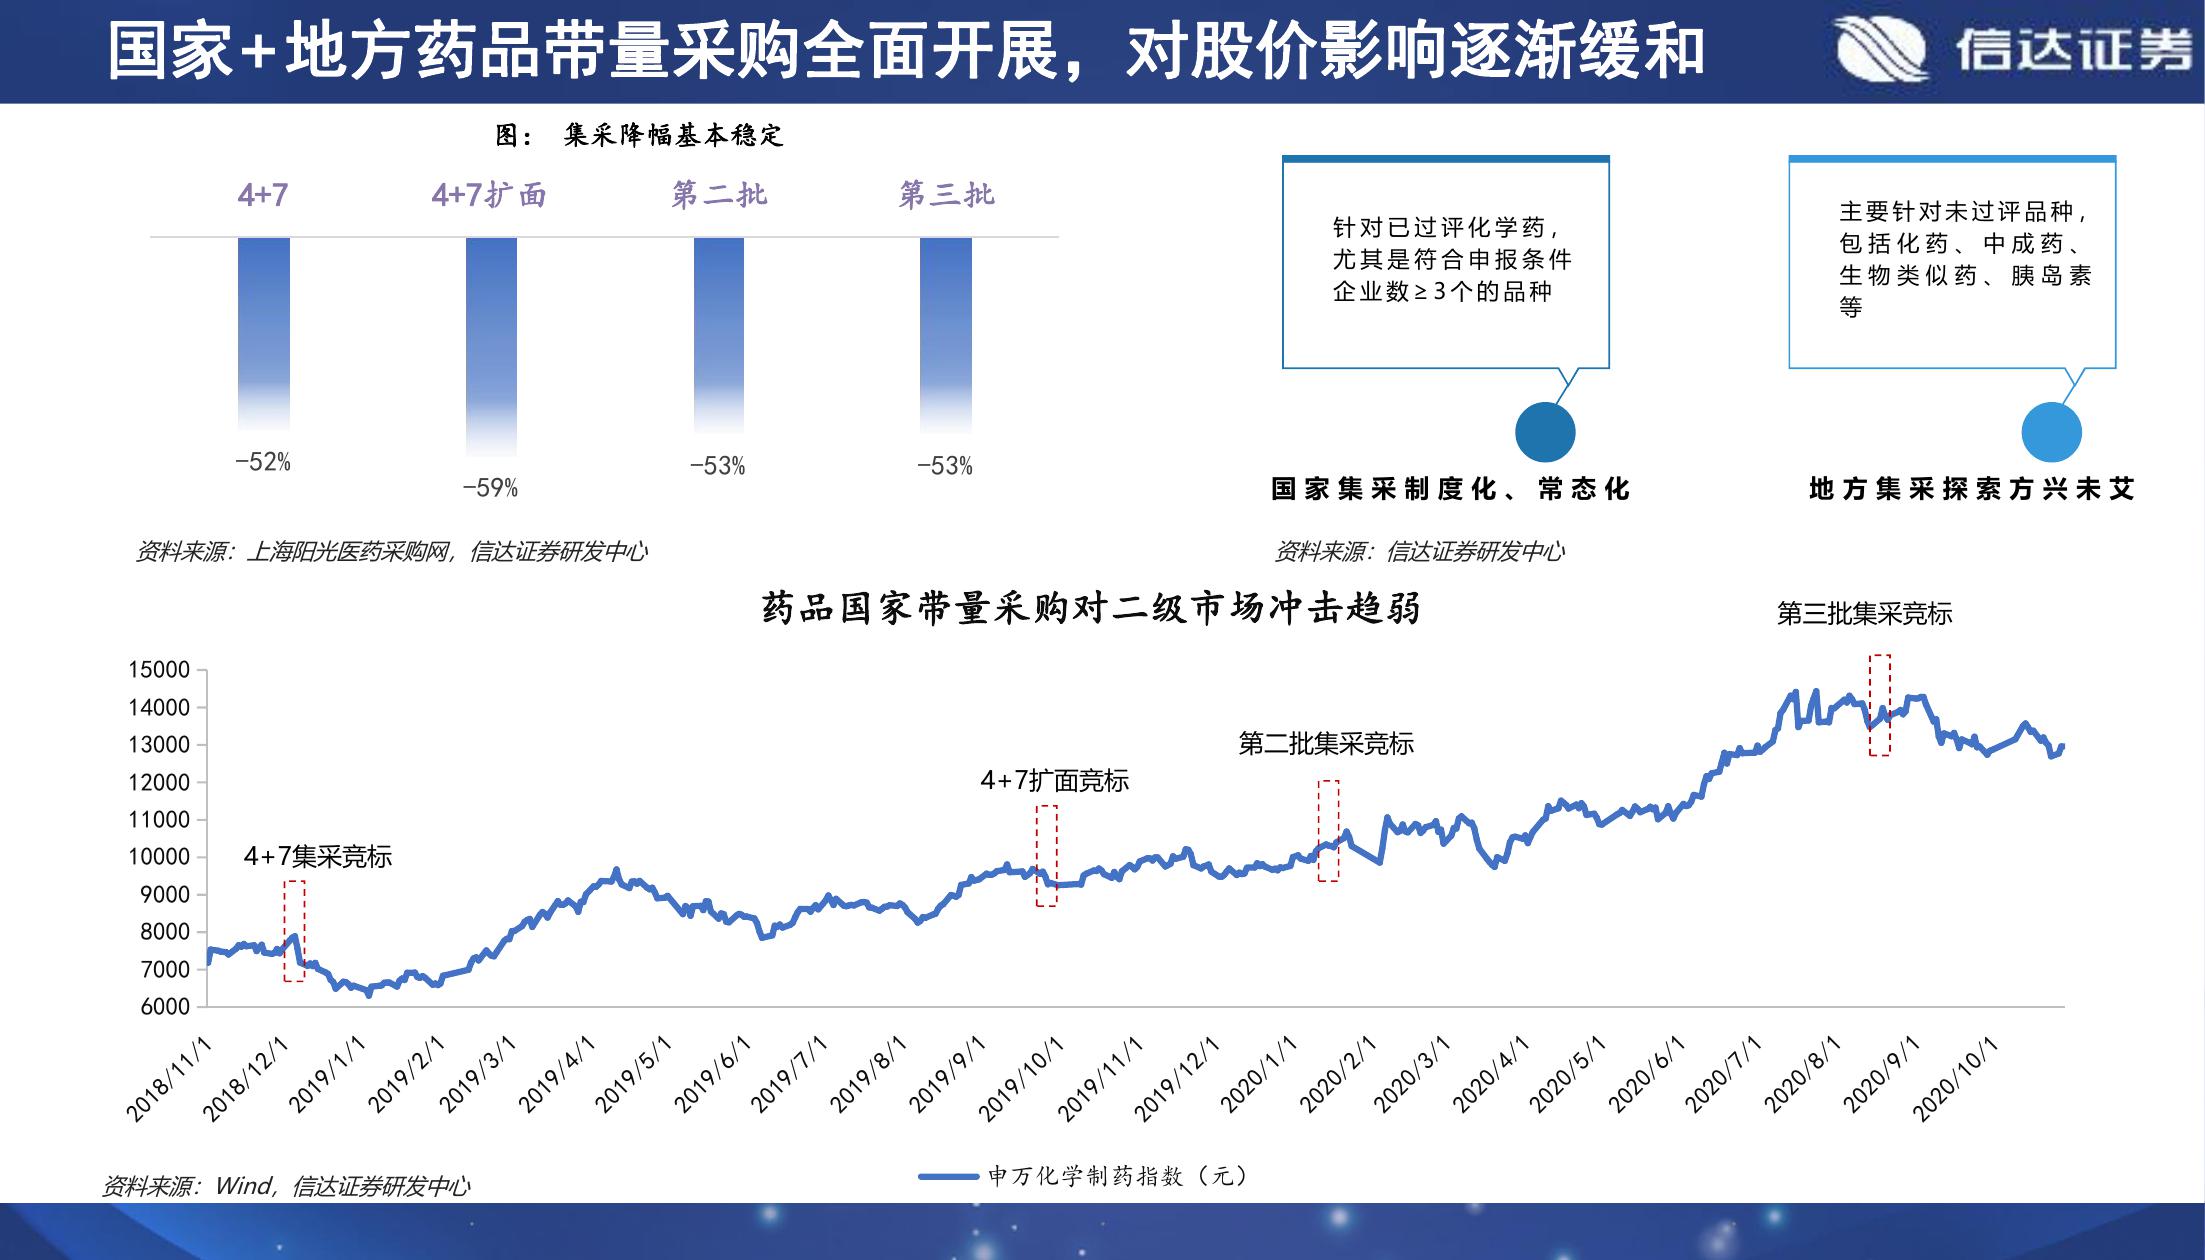 国家+地方药品带量采购全面开展，对股价影响逐渐缓和
信达证券
图： 集采降幅基本稳定
4+7
4+7扩面
第二批
第三批
-52%
-59%
-53%
-53%
资料来源：上海阳光医药采购网，信达证券研发中心
针对已过评化学药，
尤其是符合申报条件
企业数≥3个的品种
国家集采制度化、常态化
主要针对未过评品种，
包括化药、中成药、
生物类似药、胰岛素
等
地方集采探索方兴未艾
资料来源：信达证券研发中心
药品国家带量采购对二级市场冲击趋弱
15000
14000
13000
12000
11000
10000
9000
8000
7000
6000
4+7集采竞标
4+7扩面竞标
第二批集采竞标
第三批集采竞标
2018/11/1
2018/12/1
2019/1/1
2019/2/1
2019/3/1
2019/4/1
2019/5/1
2019/6/1
2019/7/1
2019/8/1
2019/9/1
2019/10/1
2019/11/1
2019/12/1
2020/1/1
2020/2/1
2020/3/1
2020/4/1
2020/5/1
2020/6/1
2020/7/1
2020/8/1
2020/9/1
2020/10/1
申万化学制药指数（元）
资料来源：Wind，信达证券研发中心